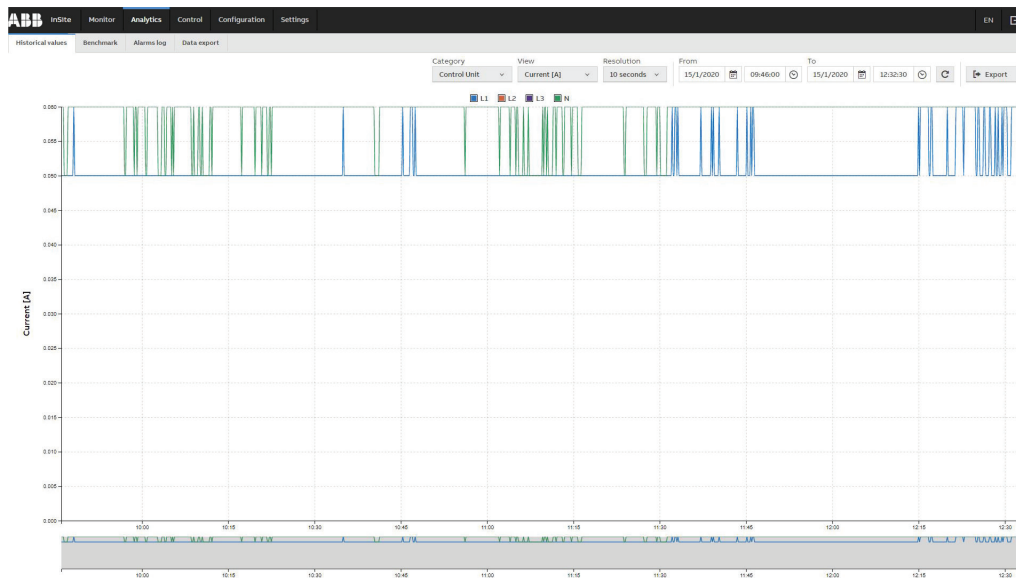 ABB InSite Monitor Analytics Control Configuration Settings EN
Historical values Benchmark Alarms log Data export
Category View Resolution From To
Control Unit Current [A] 10 seconds 15/1/2020 09:46:00 15/1/2020 12:32:30 Export
L1 L2 L3 N
0.060
0.055
0.050
0.045
0.040
0.035
0.030
0.025
0.020
0.015
0.010
0.005
0.000
Current [A]
10:00 10:15 10:30 10:45 11:00 11:15 11:30 11:45 12:00 12:15 12:30
10:00 10:15 10:30 10:45 11:00 11:15 11:30 11:45 12:00 12:15 12:30